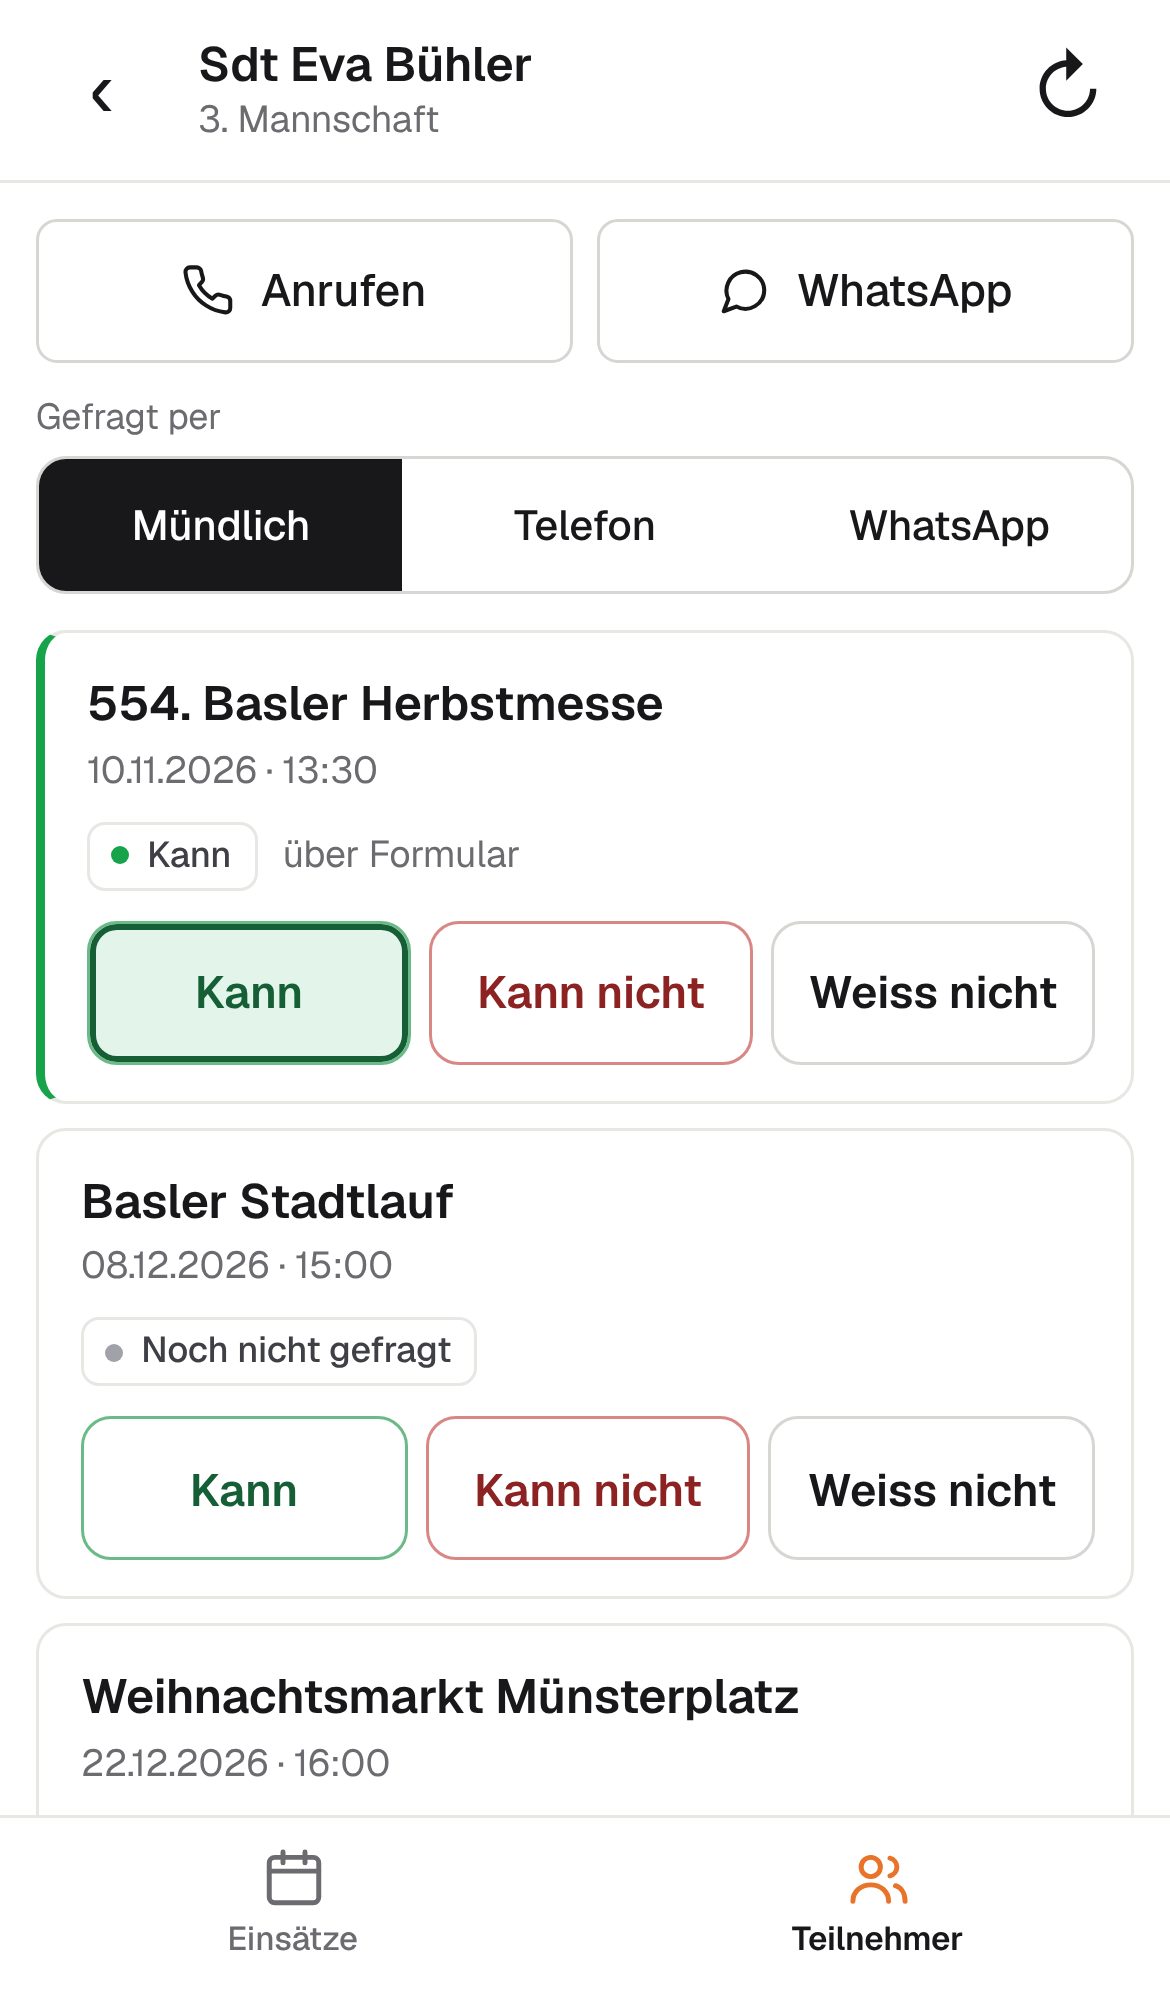 Sdt Eva Bühler
3. Mannschaft
Anrufen
WhatsApp
Gefragt per
Mündlich
Telefon
WhatsApp
554. Basler Herbstmesse
10.11.2026 · 13:30
Kann
über Formular
Kann
Kann nicht
Weiss nicht
Basler Stadtlauf
08.12.2026 · 15:00
Noch nicht gefragt
Kann
Kann nicht
Weiss nicht
Weihnachtsmarkt Münsterplatz
22.12.2026 · 16:00
Einsätze
Teilnehmer